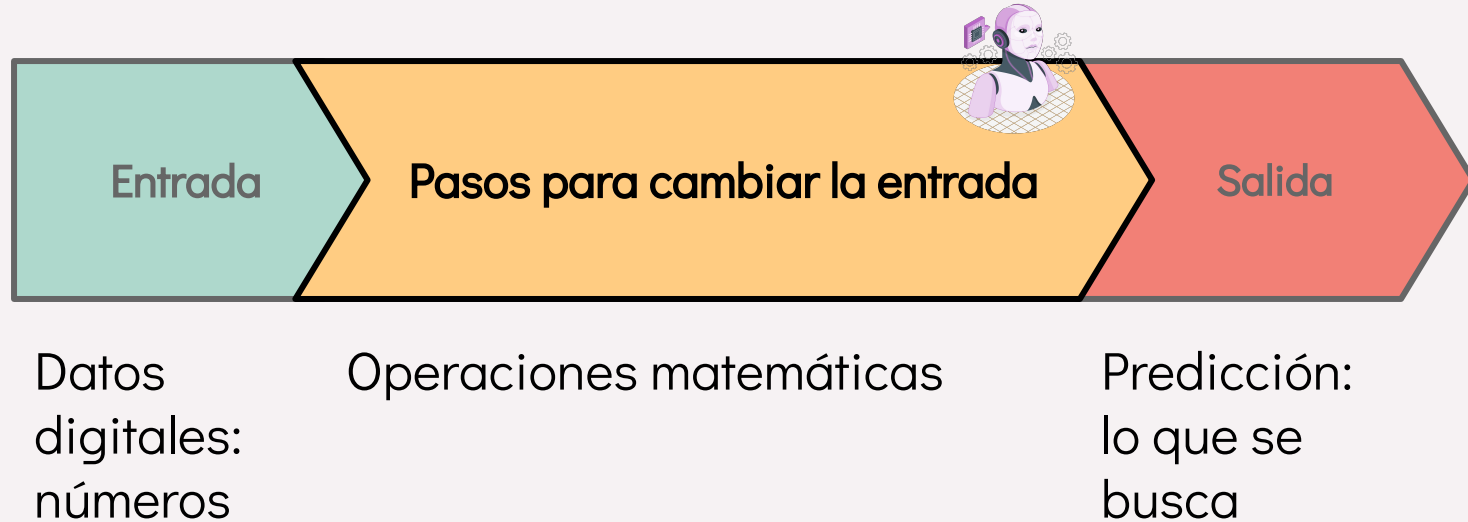 Entrada
Pasos para cambiar la entrada
Salida
Datos
digitales:
números
Operaciones matemáticas
Predicción:
lo que se
busca